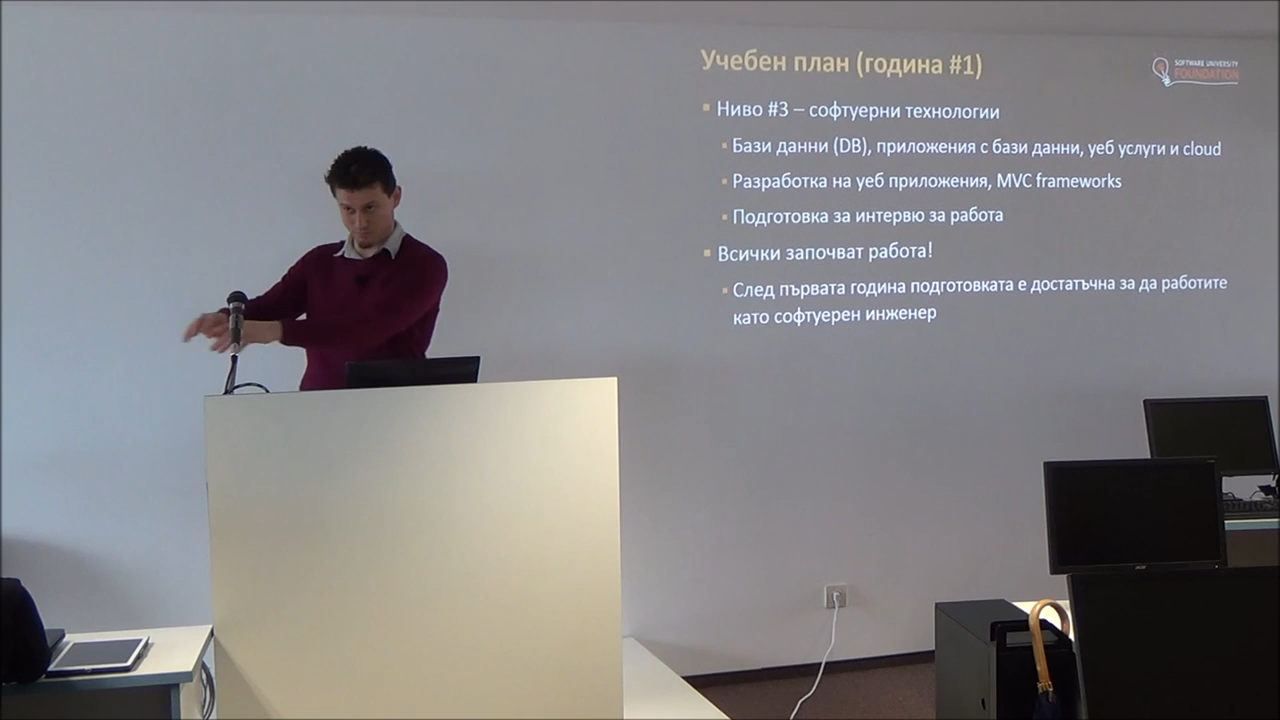 Учебен план (година #1)
SOFTWARE UNIVERSITY
FOUNDATION
Ниво #3 – софтуерни технологии
Бази данни (DB), приложения с бази данни, уеб услуги и cloud
Разработка на уеб приложения, MVC frameworks
Подготовка за интервю за работа
Всички започват работа!
След първата година подготовката е достатъчна за да работите
като софтуерен инженер
acer